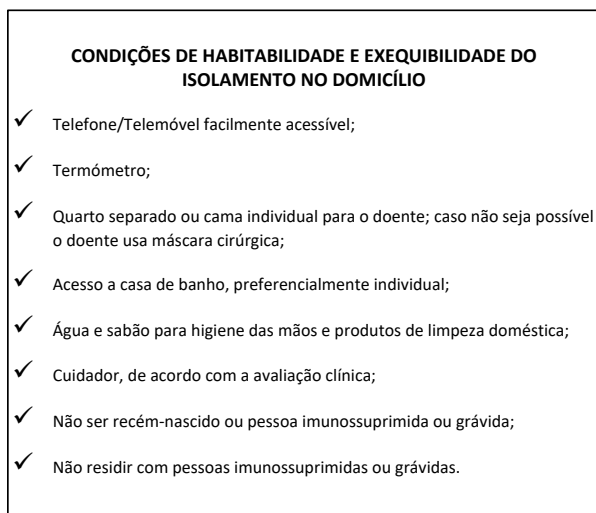 CONDIÇÕES DE HABITABILIDADE E EXEQUIBILIDADE DO
ISOLAMENTO NO DOMICÍLIO
✓ Telefone/Telemóvel facilmente acessível;
✓ Termómetro;
✓ Quarto separado ou cama individual para o doente; caso não seja possível
o doente usa máscara cirúrgica;
✓ Acesso a casa de banho, preferencialmente individual;
✓ Água e sabão para higiene das mãos e produtos de limpeza doméstica;
✓ Cuidador, de acordo com a avaliação clínica;
✓ Não ser recém-nascido ou pessoa imunossuprimida ou grávida;
✓ Não residir com pessoas imunossuprimidas ou grávidas.